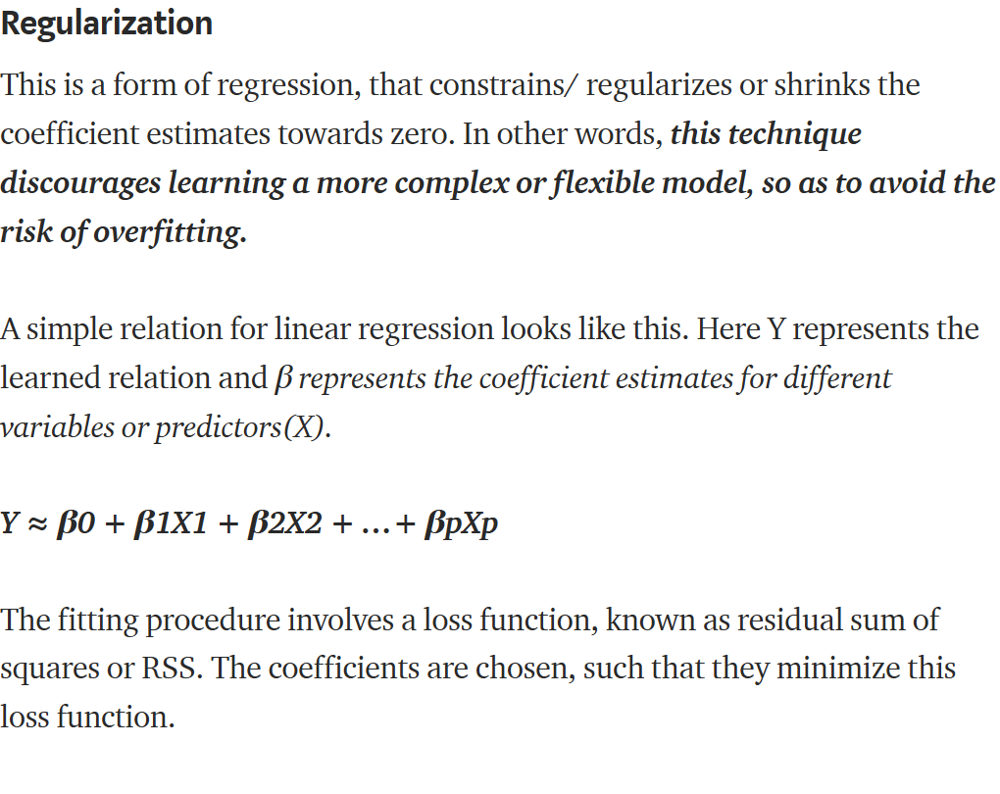 Regularization
This is a form of regression, that constrains/ regularizes or shrinks the
coefficient estimates towards zero. In other words, this technique
discourages learning a more complex or flexible model, so as to avoid the
risk of overfitting.
A simple relation for linear regression looks like this. Here Y represents the
learned relation and β represents the coefficient estimates for different
variables or predictors(X).
Y ≈ β0 + β1X1 + β2X2 + …+ βpXp
The fitting procedure involves a loss function, known as residual sum of
squares or RSS. The coefficients are chosen, such that they minimize this
loss function.